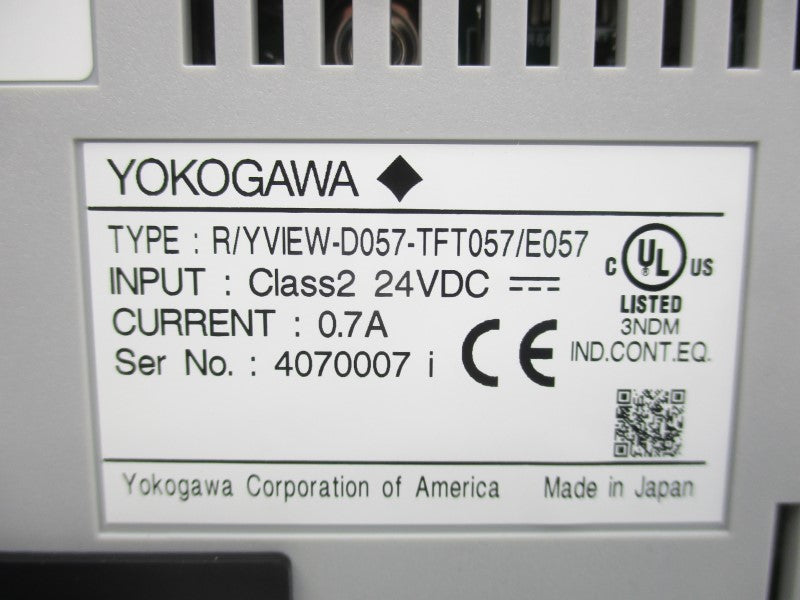 YOKOGAWA
TYPE : R/YVIEW-D057-TFT057/E057
INPUT : Class2 24VDC
CURRENT : 0.7A
Ser No. : 4070007 i
CE
C UL US
LISTED
3NDM
IND.CONT.EQ.
Yokogawa Corporation of America Made in Japan